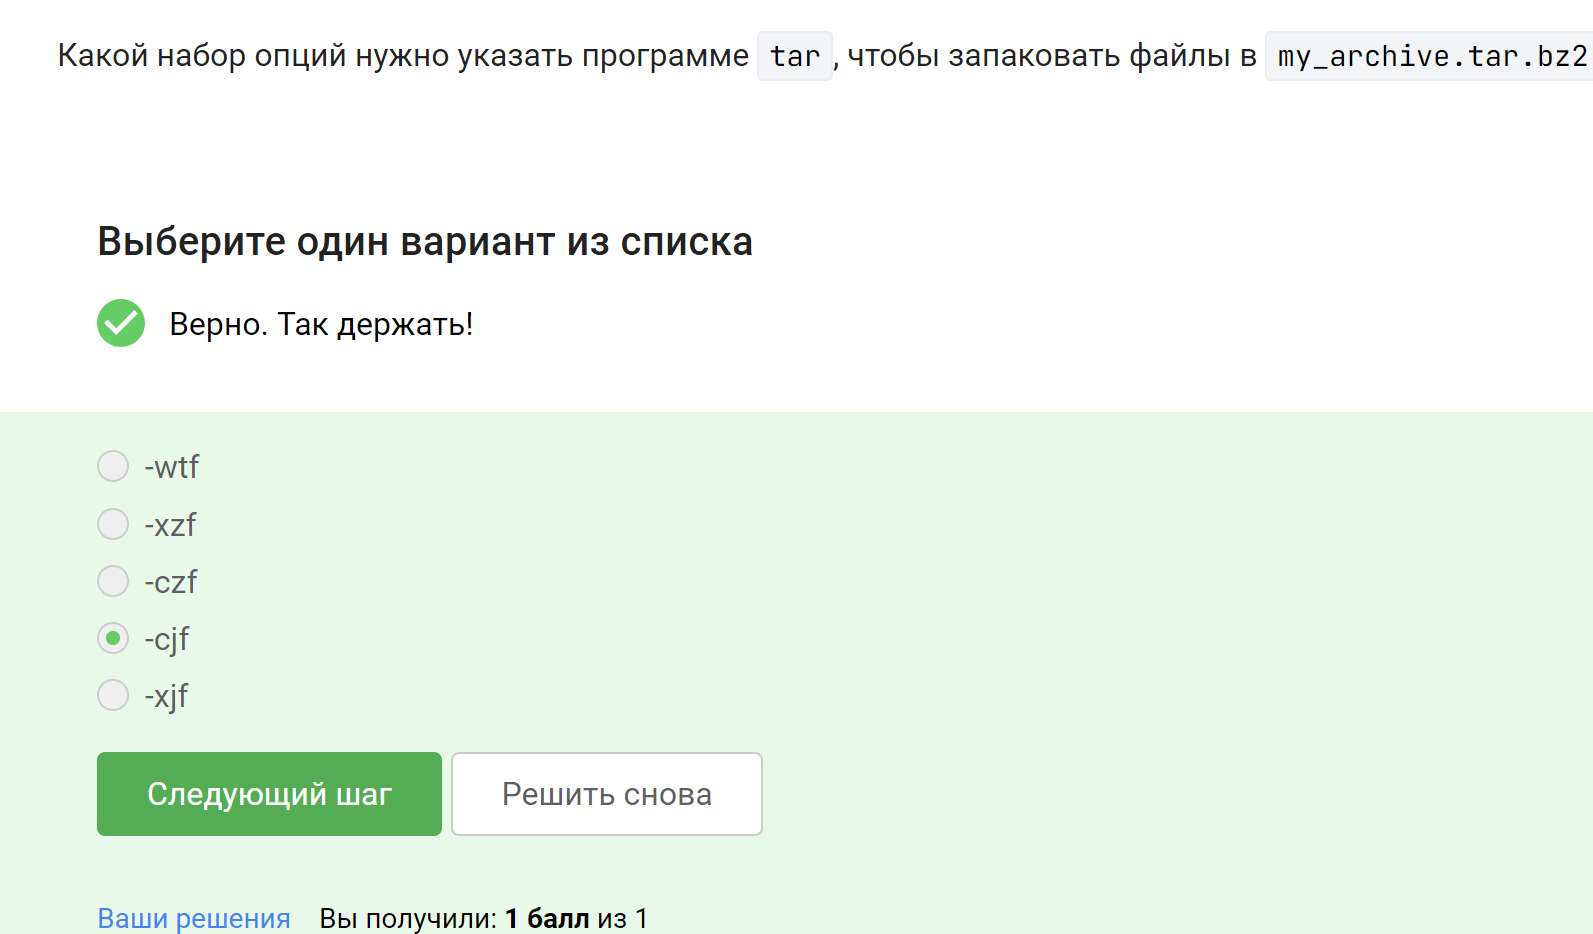 Какой набор опций нужно указать программе tar, чтобы запаковать файлы в my_archive.tar.bz2
Выберите один вариант из списка
Верно. Так держать!
-wtf
-xzf
-czf
-cjf
-xjf
Следующий шаг Решить снова
Ваши решения Вы получили: 1 балл из 1